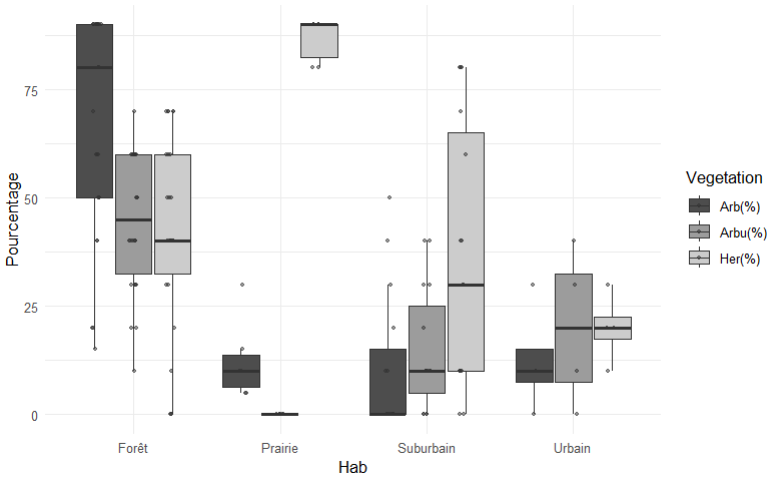 Pourcentage
75
50
25
0
Forêt
Prairie
Suburbain
Urbain
Hab
Vegetation
Arb(%)
Arbu(%)
Her(%)